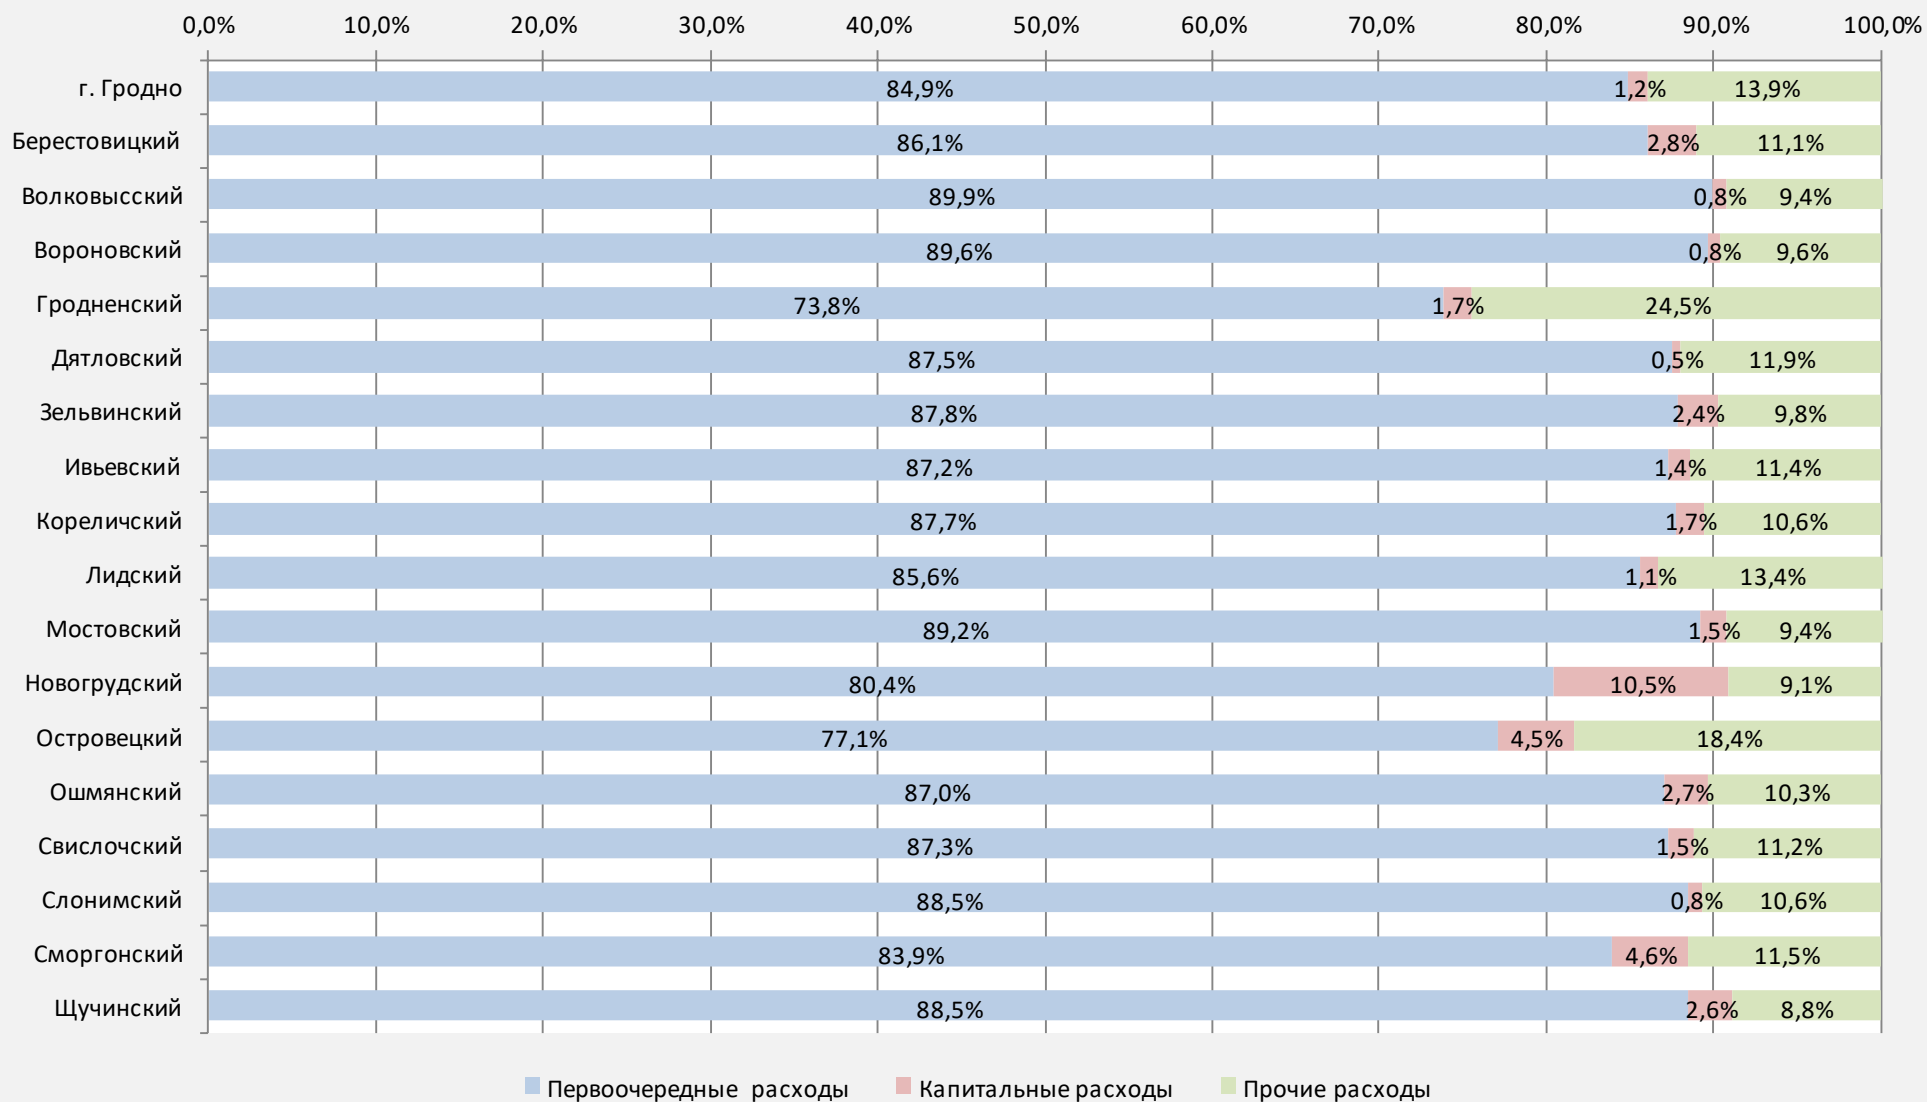 0,0% 10,0% 20,0% 30,0% 40,0% 50,0% 60,0% 70,0% 80,0% 90,0% 100,0%
г. Гродно 84,9% 1,2% 13,9%
Берестовицкий 86,1% 2,8% 11,1%
Волковысский 89,9% 0,8% 9,4%
Вороновский 89,6% 0,8% 9,6%
Гродненский 73,8% 1,7% 24,5%
Дятловский 87,5% 0,5% 11,9%
Зельвинский 87,8% 2,4% 9,8%
Ивьевский 87,2% 1,4% 11,4%
Кореличский 87,7% 1,7% 10,6%
Лидский 85,6% 1,1% 13,4%
Мостовский 89,2% 1,5% 9,4%
Новогрудский 80,4% 10,5% 9,1%
Островецкий 77,1% 4,5% 18,4%
Ошмянский 87,0% 2,7% 10,3%
Свислочский 87,3% 1,5% 11,2%
Слонимский 88,5% 0,8% 10,6%
Сморгонский 83,9% 4,6% 11,5%
Щучинский 88,5% 2,6% 8,8%
Первоочередные расходы Капитальные расходы Прочие расходы